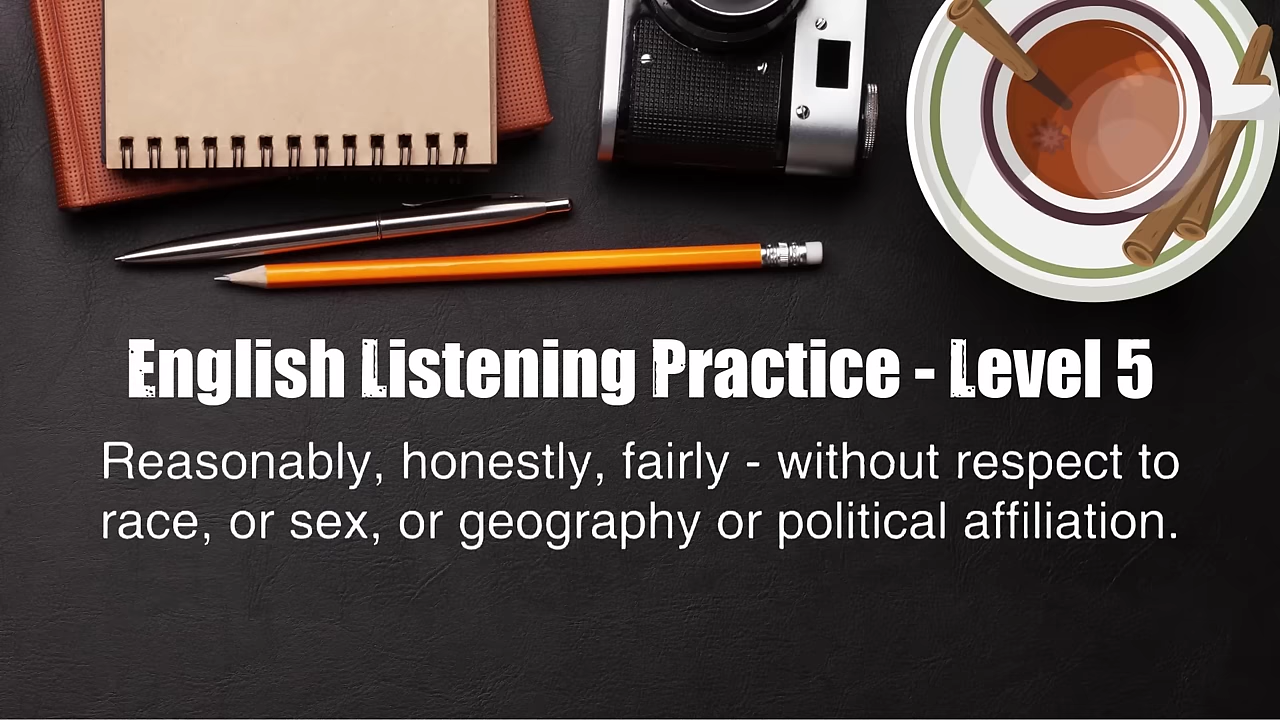 English Listening Practice - Level 5
Reasonably, honestly, fairly - without respect to
race, or sex, or geography or political affiliation.